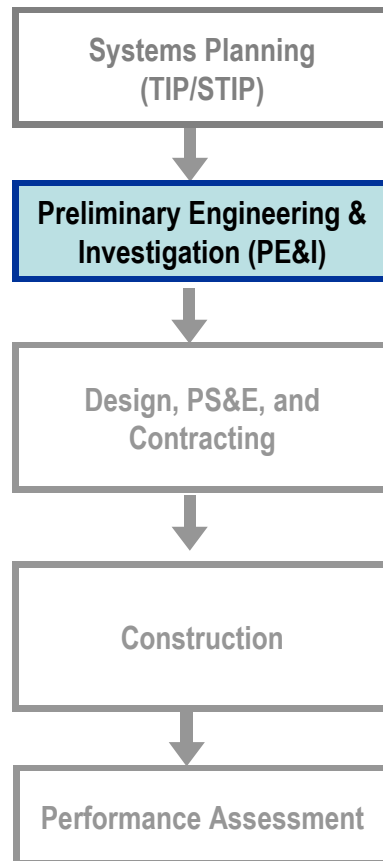 Systems Planning
(TIP/STIP)
Preliminary Engineering &
Investigation (PE&I)
Design, PS&E, and
Contracting
Construction
Performance Assessment